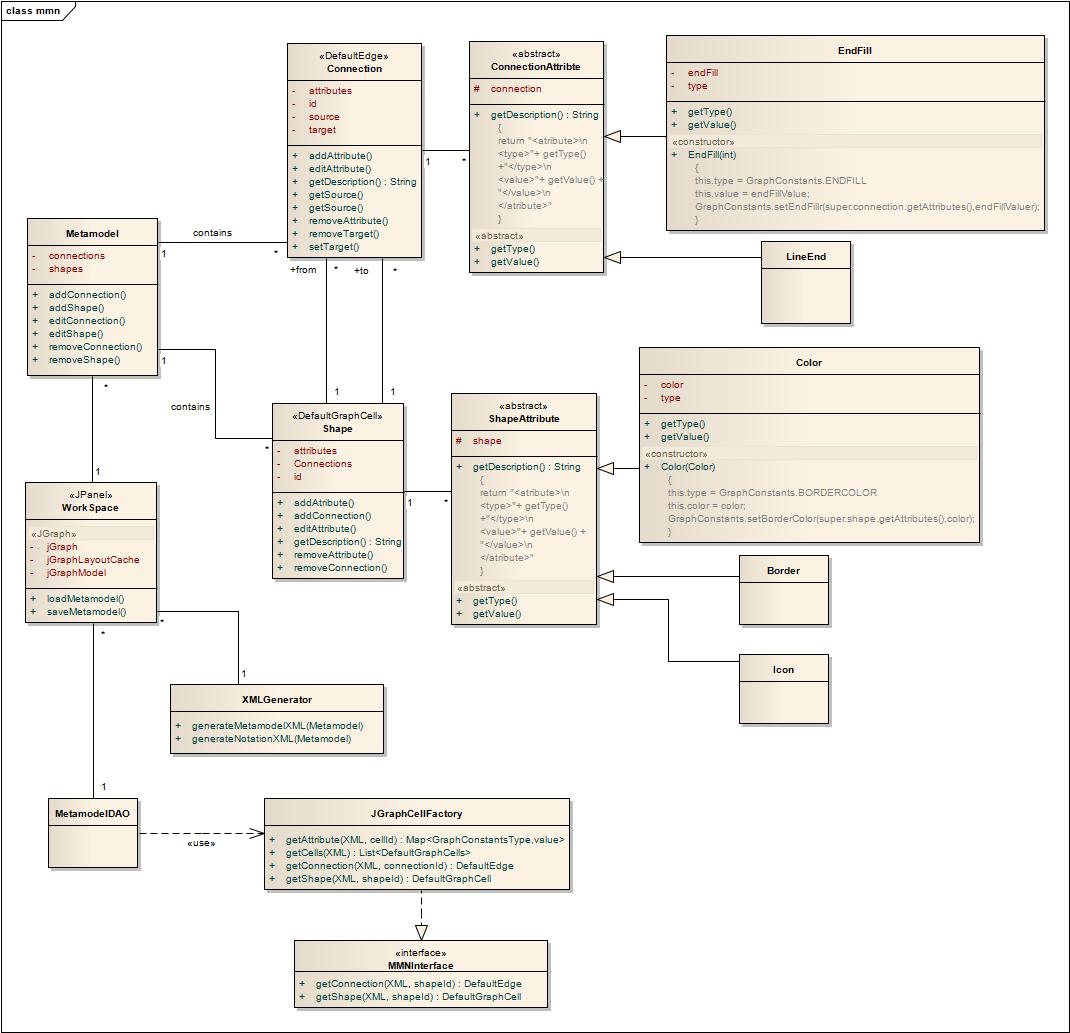 class mmn
«DefaultEdge»
Connection
- attributes
- id
- source
- target
+ addAttribute()
+ editAttribute()
+ getDescription() : String
+ getSource()
+ getSource()
+ removeAttribute()
+ removeTarget()
+ setTarget()
«abstract»
ConnectionAttribte
# connection
+ getDescription() : String
{
return "<atribute>\n
<type>"+ getType()
+"</type>\n
<value>"+ getValue() +
"</value>\n
</atribute>"
}
«abstract»
+ getType()
+ getValue()
EndFill
- endFill
- type
+ getType()
+ getValue()
«constructor»
+ EndFill(int)
{
this.type = GraphConstants.ENDFILL
this.value = endFillValue;
GraphConstants.setEndFillr(super.connection.getAttributes(),endFillValuer);
}
LineEnd
1
*
Metamodel
- connections
- shapes
+ addConnection()
+ addShape()
+ editConnection()
+ editShape()
+ removeConnection()
+ removeShape()
contains
1
*
+from
*
+to
*
1
contains
*
1
1
*
1
«DefaultGraphCell»
Shape
- attributes
- Connections
- id
+ addAtribute()
+ addConnection()
+ editAtribute()
+ getDescription() : String
+ removeAttribute()
+ removeConnection()
1
*
«abstract»
ShapeAttribute
# shape
+ getDescription() : String
{
return "<atribute>\n
<type>"+ getType()
+"</type>\n
<value>"+ getValue() +
"</value>\n
</atribute>"
}
«abstract»
+ getType()
+ getValue()
Color
- color
- type
+ getType()
+ getValue()
«constructor»
+ Color(Color)
{
this.type = GraphConstants.BORDERCOLOR
this.color = color;
GraphConstants.setBorderColor(super.shape.getAttributes(),color);
}
Border
Icon
«JPanel»
WorkSpace
«JGraph»
- jGraph
- jGraphLayoutCache
- jGraphModel
+ loadMetamodel()
+ saveMetamodel()
*
1
*
1
XMLGenerator
+ generateMetamodelXML(Metamodel)
+ generateNotationXML(Metamodel)
MetamodelDAO
«use»
JGraphCellFactory
+ getAttribute(XML, cellId) : Map<GraphConstantsType,value>
+ getCells(XML) : List<DefaultGraphCells>
+ getConnection(XML, connectionId) : DefaultEdge
+ getShape(XML, shapeId) : DefaultGraphCell
«interface»
MMNInterface
+ getConnection(XML, shapeId) : DefaultEdge
+ getShape(XML, shapeId) : DefaultGraphCell